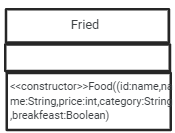 Fried
<<constructor>>Food((id:name,na
me:String,price:int,category:String
,breakfeast:Boolean)